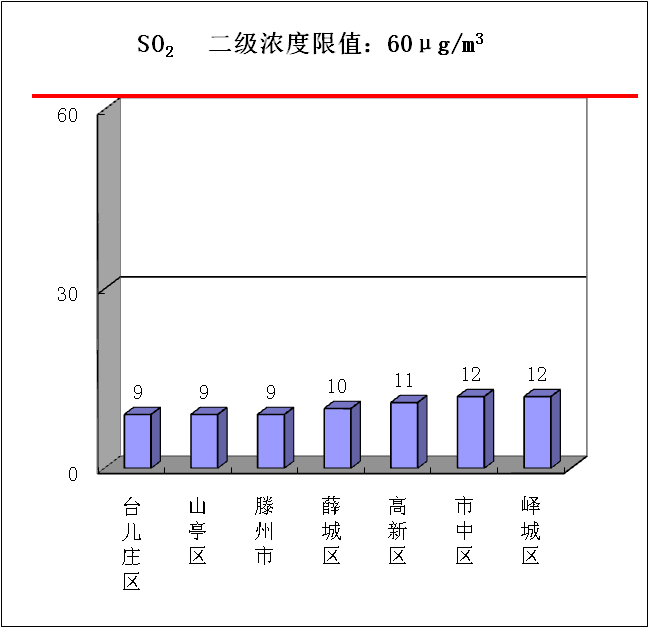 SO₂ 二级浓度限值：60μg/m³
60
30
0
9
9
9
10
11
12
12
台儿庄区
山亭区
滕州市
薛城区
高新区
市中区
峄城区